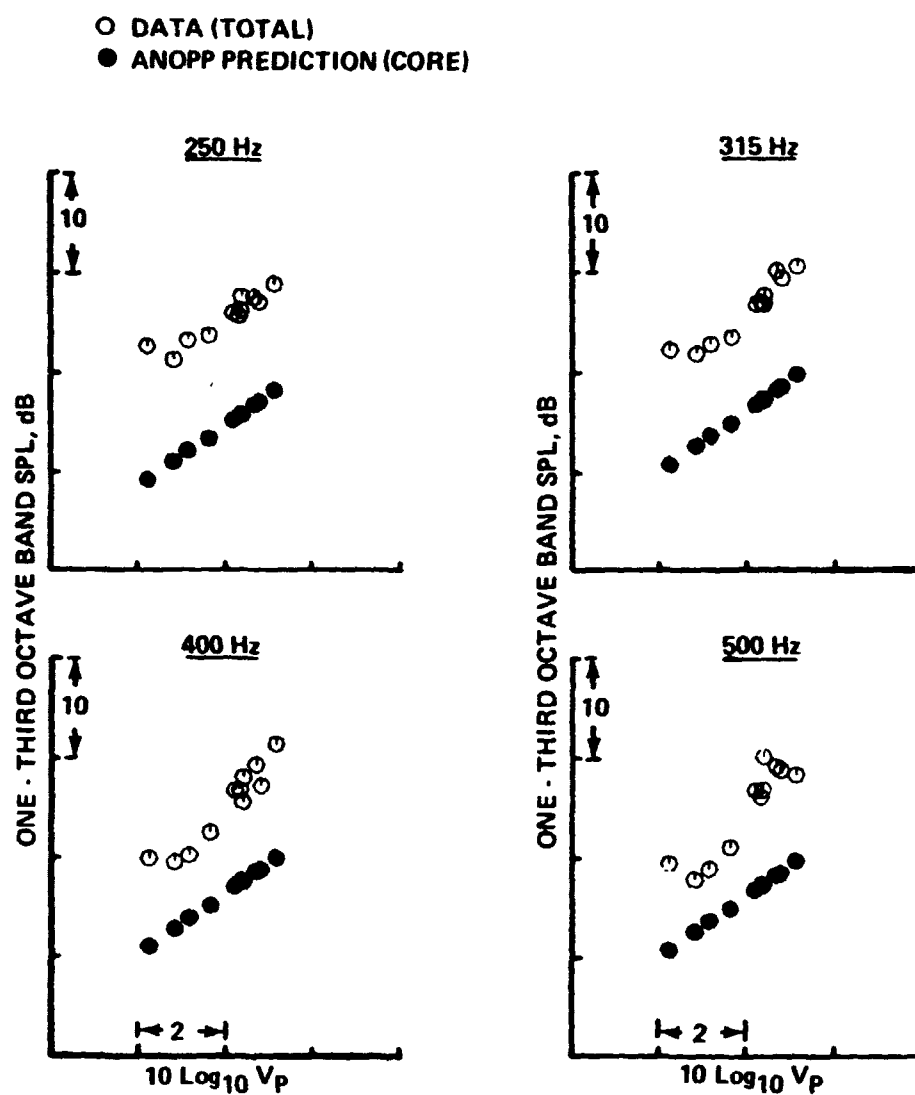 DATA (TOTAL)
ANOPP PREDICTION (CORE)
250 Hz
315 Hz
10
10
ONE - THIRD OCTAVE BAND SPL, dB
ONE - THIRD OCTAVE BAND SPL, dB
400 Hz
500 Hz
10
10
2
2
10 Log10 VP
10 Log10 VP